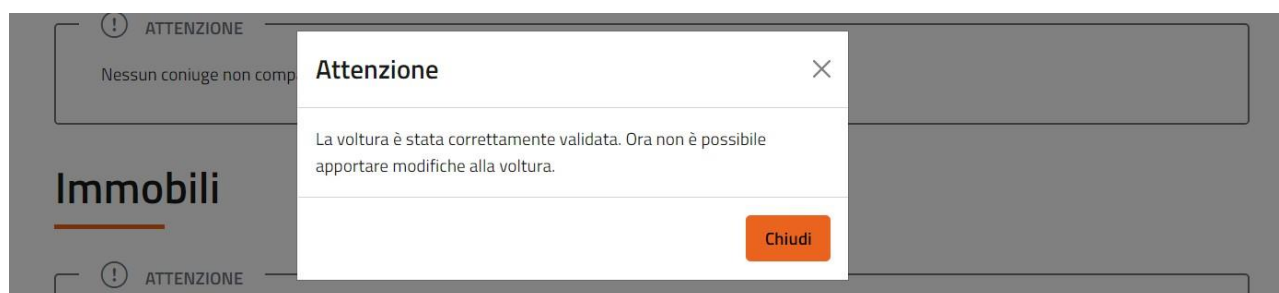 ATTENZIONE
Nessun coniuge non comp
Attenzione
La voltura è stata correttamente validata. Ora non è possibile
apportare modifiche alla voltura.
Immobili
Chiudi
ATTENZIONE